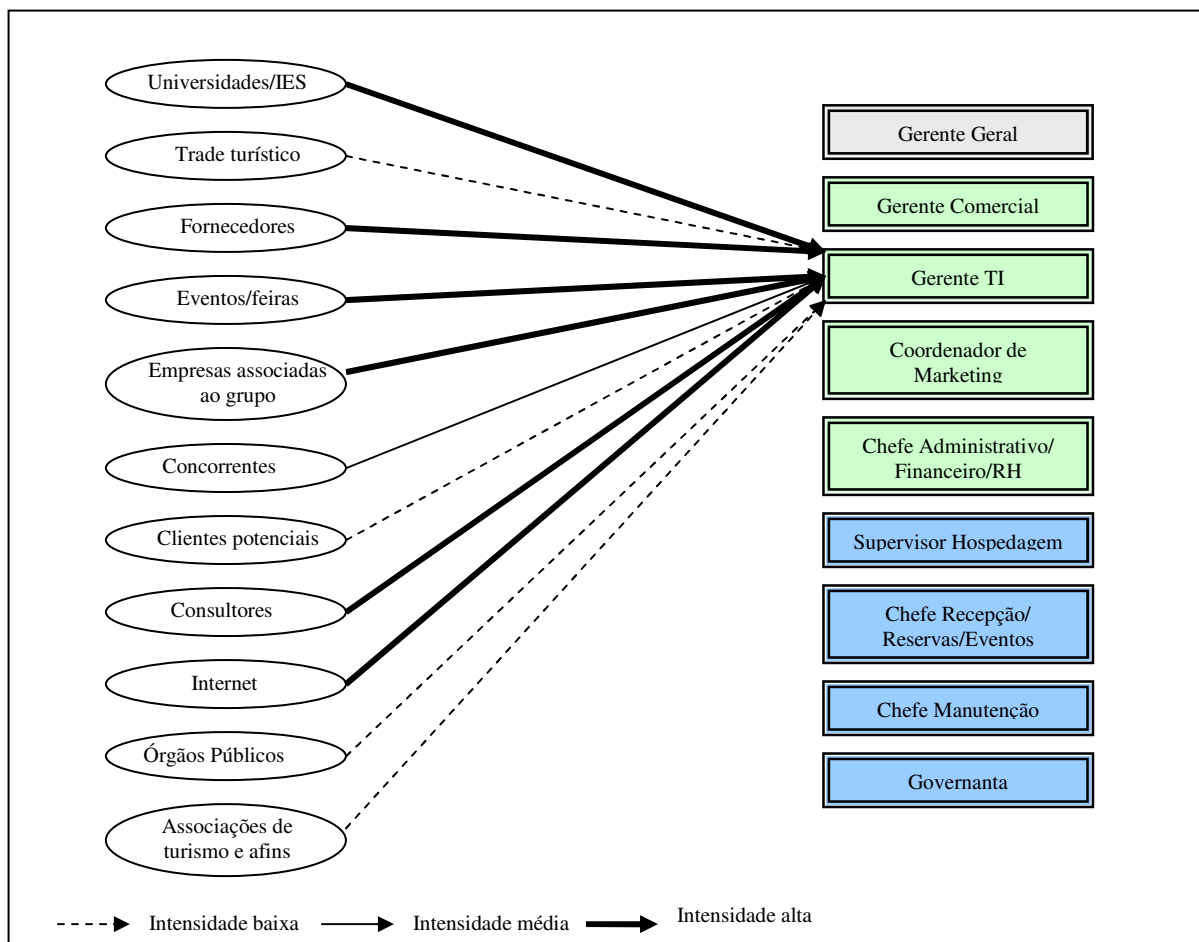 Universidades/IES
Trade turístico
Fornecedores
Eventos/feiras
Empresas associadas
ao grupo
Concorrentes
Clientes potenciais
Consultores
Internet
Órgãos Públicos
Associações de
turismo e afins
Gerente Geral
Gerente Comercial
Gerente TI
Coordenador de
Marketing
Chefe Administrativo/
Financeiro/RH
Supervisor Hospedagem
Chefe Recepção/
Reservas/Eventos
Chefe Manutenção
Governanta
Intensidade baixa
Intensidade média
Intensidade alta